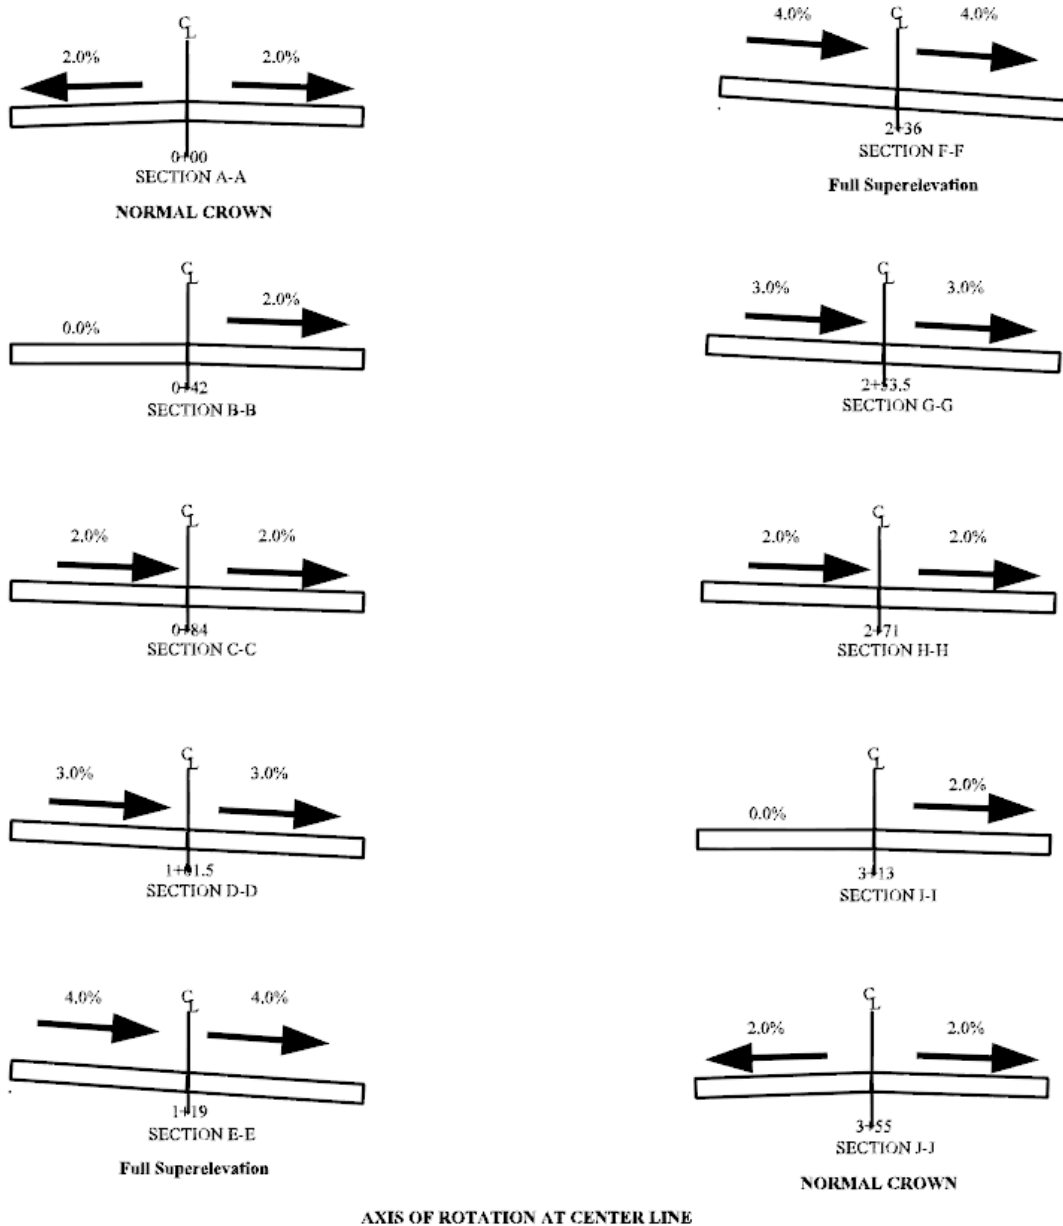 ℄
2.0% 2.0%
0+00
SECTION A-A
NORMAL CROWN
℄
0.0% 2.0%
0+42
SECTION B-B
℄
2.0% 2.0%
0+84
SECTION C-C
℄
3.0% 3.0%
1+01.5
SECTION D-D
℄
4.0% 4.0%
1+19
SECTION E-E
Full Superelevation
℄
4.0% 4.0%
2+36
SECTION F-F
Full Superelevation
℄
3.0% 3.0%
2+53.5
SECTION G-G
℄
2.0% 2.0%
2+71
SECTION H-H
℄
0.0% 2.0%
3+13
SECTION I-I
℄
2.0% 2.0%
3+55
SECTION J-J
NORMAL CROWN
AXIS OF ROTATION AT CENTER LINE